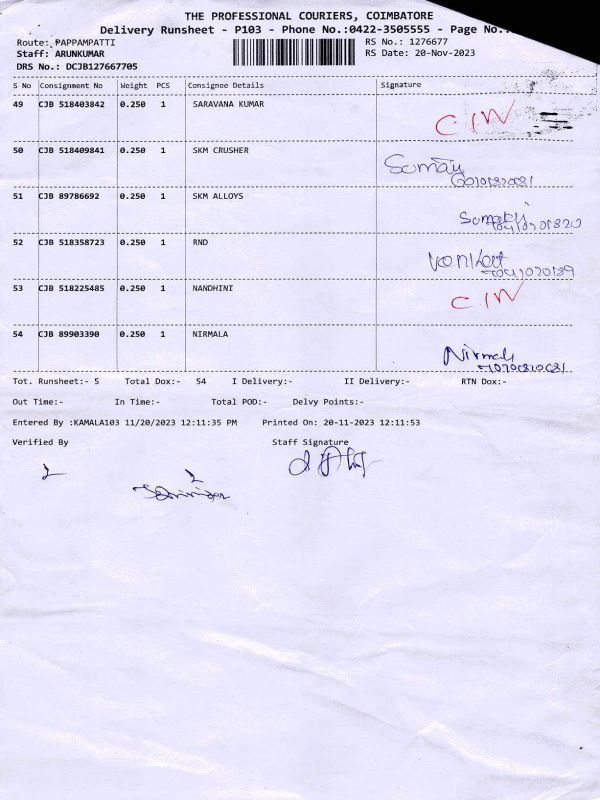 THE PROFESSIONAL COURIERS, COIMBATORE
Delivery Runsheet - P103 - Phone No.:0422-3505555 - Page No.
Route: PAPPAMPATTI RS No.: 1276677
Staff: ARUNKUMAR RS Date: 20-Nov-2023
DRS No.: DCJB127667705
S No Consignment No Weight PCS Consignee Details Signature
49 CJB 518403842 0.250 1 SARAVANA KUMAR CIW
50 CJB 518409841 0.250 1 SKM CRUSHER
51 CJB 89786692 0.250 1 SKM ALLOYS
52 CJB 518358723 0.250 1 RND Venkat
53 CJB 518225485 0.250 1 NANDHINI CIW
54 CJB 89903390 0.250 1 NIRMALA
Tot. Runsheet:- 5 Total Dox:- 54 I Delivery:- II Delivery:- RTN Dox:-
Out Time:- In Time:- Total POD:- Delvy Points:-
Entered By :KAMALA103 11/20/2023 12:11:35 PM Printed On: 20-11-2023 12:11:53
Verified By Staff Signature